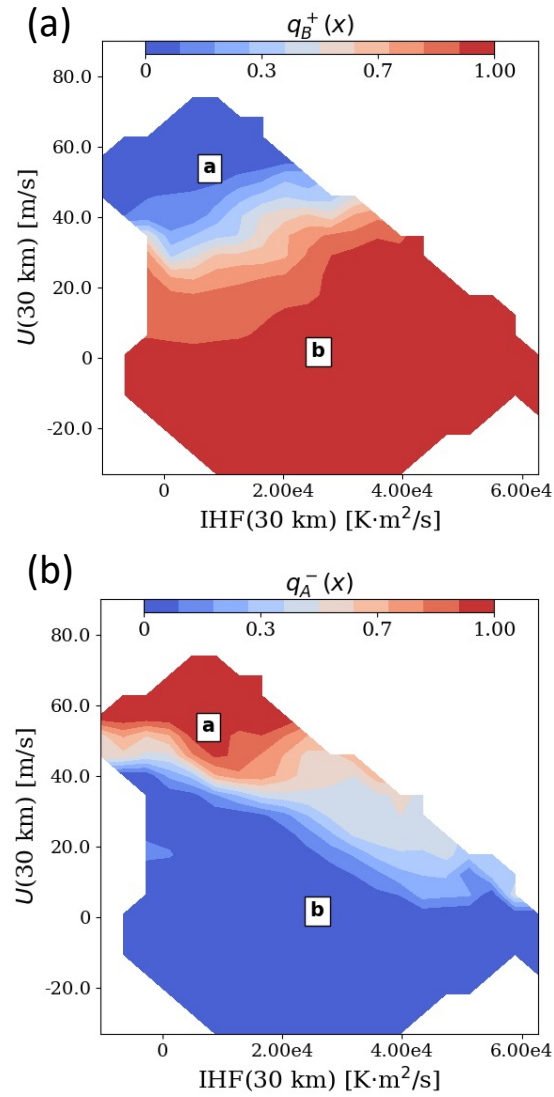 (a)
q_B^+(x)
0 0.3 0.7 1.00
80.0
60.0
40.0
20.0
0
-20.0
U(30 km) [m/s]
a
b
0 2.00e4 4.00e4 6.00e4
IHF(30 km) [K·m²/s]
(b)
q_A^-(x)
0 0.3 0.7 1.00
80.0
60.0
40.0
20.0
0
-20.0
U(30 km) [m/s]
a
b
0 2.00e4 4.00e4 6.00e4
IHF(30 km) [K·m²/s]